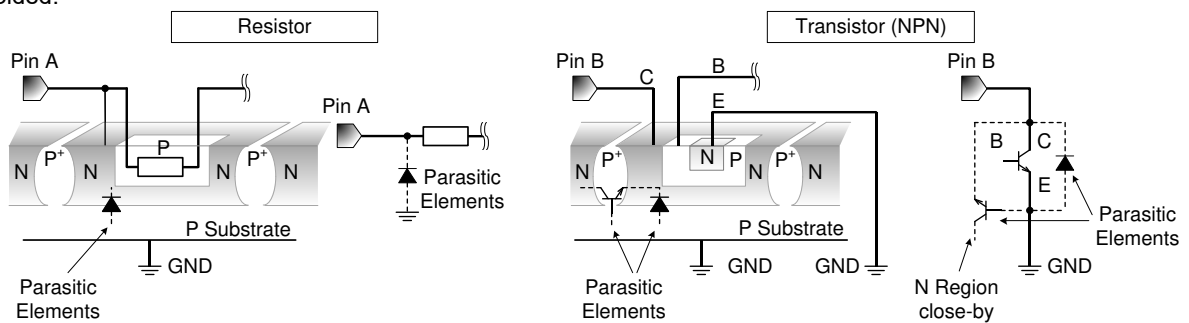 Resistor
Pin A
N
P⁺
N
P
N
P⁺
N
Parasitic
Elements
P Substrate
GND
Pin A
Parasitic
Elements
Transistor (NPN)
Pin B
C
B
E
N
P⁺
N
N
P
N
P⁺
N
P Substrate
GND
GND
Parasitic
Elements
Pin B
B
C
E
Parasitic
Elements
GND
N Region
close-by